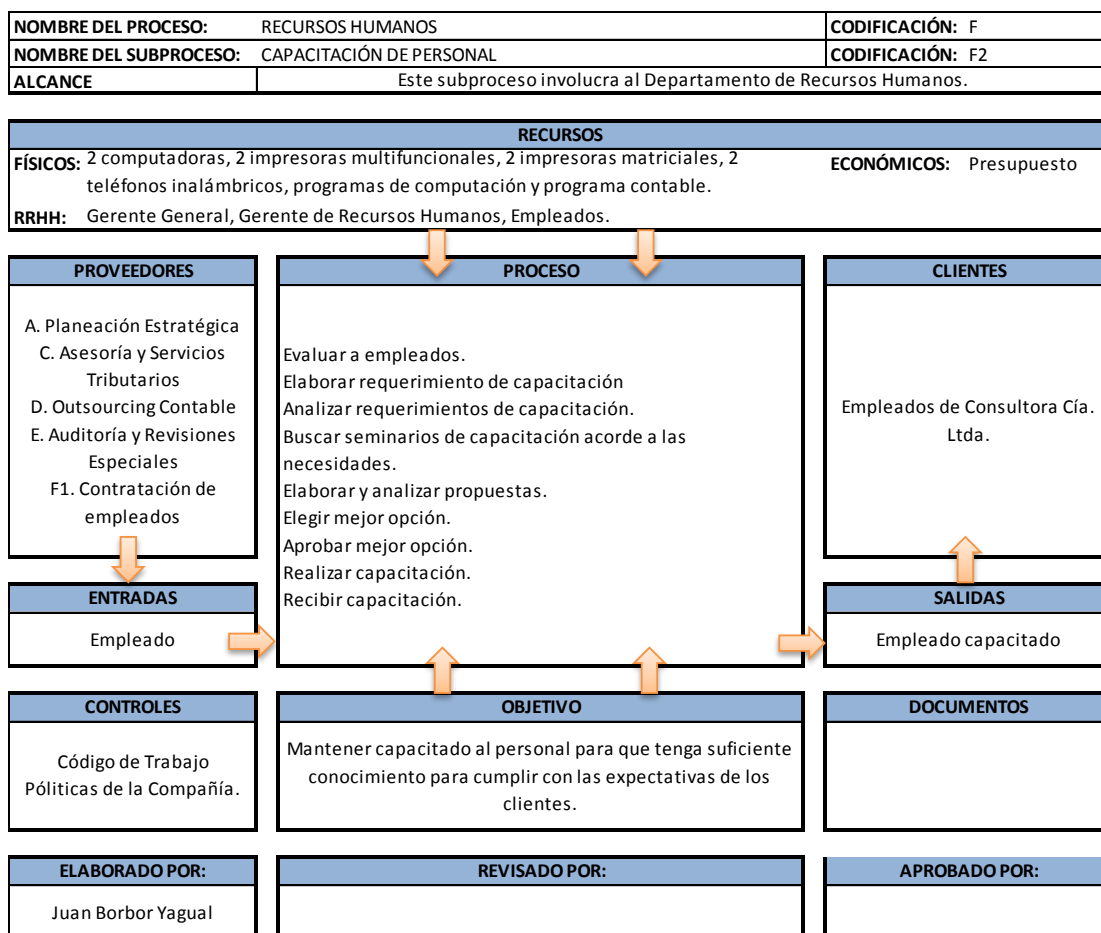 NOMBRE DEL PROCESO: RECURSOS HUMANOS CODIFICACIÓN: F
NOMBRE DEL SUBPROCESO: CAPACITACIÓN DE PERSONAL CODIFICACIÓN: F2
ALCANCE Este subproceso involucra al Departamento de Recursos Humanos.
RECURSOS
FÍSICOS: 2 computadoras, 2 impresoras multifuncionales, 2 impresoras matriciales, 2
teléfonos inalámbricos, programas de computación y programa contable.
ECONÓMICOS: Presupuesto
RRHH: Gerente General, Gerente de Recursos Humanos, Empleados.
PROVEEDORES
A. Planeación Estratégica
C. Asesoría y Servicios
Tributarios
D. Outsourcing Contable
E. Auditoría y Revisiones
Especiales
F1. Contratación de
empleados
ENTRADAS
Empleado
PROCESO
Evaluar a empleados.
Elaborar requerimiento de capacitación
Analizar requerimientos de capacitación.
Buscar seminarios de capacitación acorde a las
necesidades.
Elaborar y analizar propuestas.
Elegir mejor opción.
Aprobar mejor opción.
Realizar capacitación.
Recibir capacitación.
CLIENTES
Empleados de Consultora Cía.
Ltda.
SALIDAS
Empleado capacitado
CONTROLES
Código de Trabajo
Póliticas de la Compañía.
OBJETIVO
Mantener capacitado al personal para que tenga suficiente
conocimiento para cumplir con las expectativas de los
clientes.
DOCUMENTOS
ELABORADO POR:
Juan Borbor Yagual
REVISADO POR:
APROBADO POR: